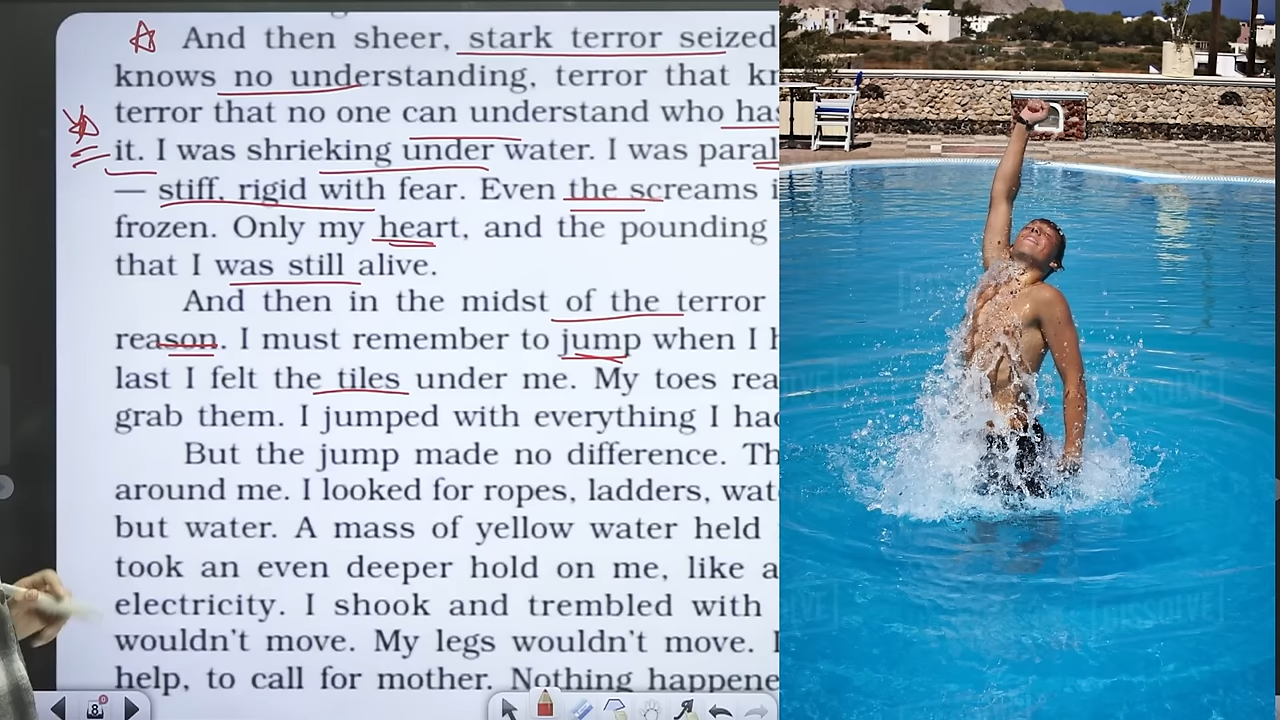 And then sheer, stark terror seized
knows no understanding, terror that
terror that no one can understand who has
it. I was shrieking under water. I was
— stiff, rigid with fear. Even the screams
frozen. Only my heart, and the pounding
that I was still alive.
And then in the midst of the terror
reason. I must remember to jump when I
last I felt the tiles under me. My toes
grab them. I jumped with everything I
But the jump made no difference.
around me. I looked for ropes, ladders,
but water. A mass of yellow water held
took an even deeper hold on me, like a
electricity. I shook and trembled with
wouldn't move. My legs wouldn't move.
help, to call for mother. Nothing
8
DISSOLVE